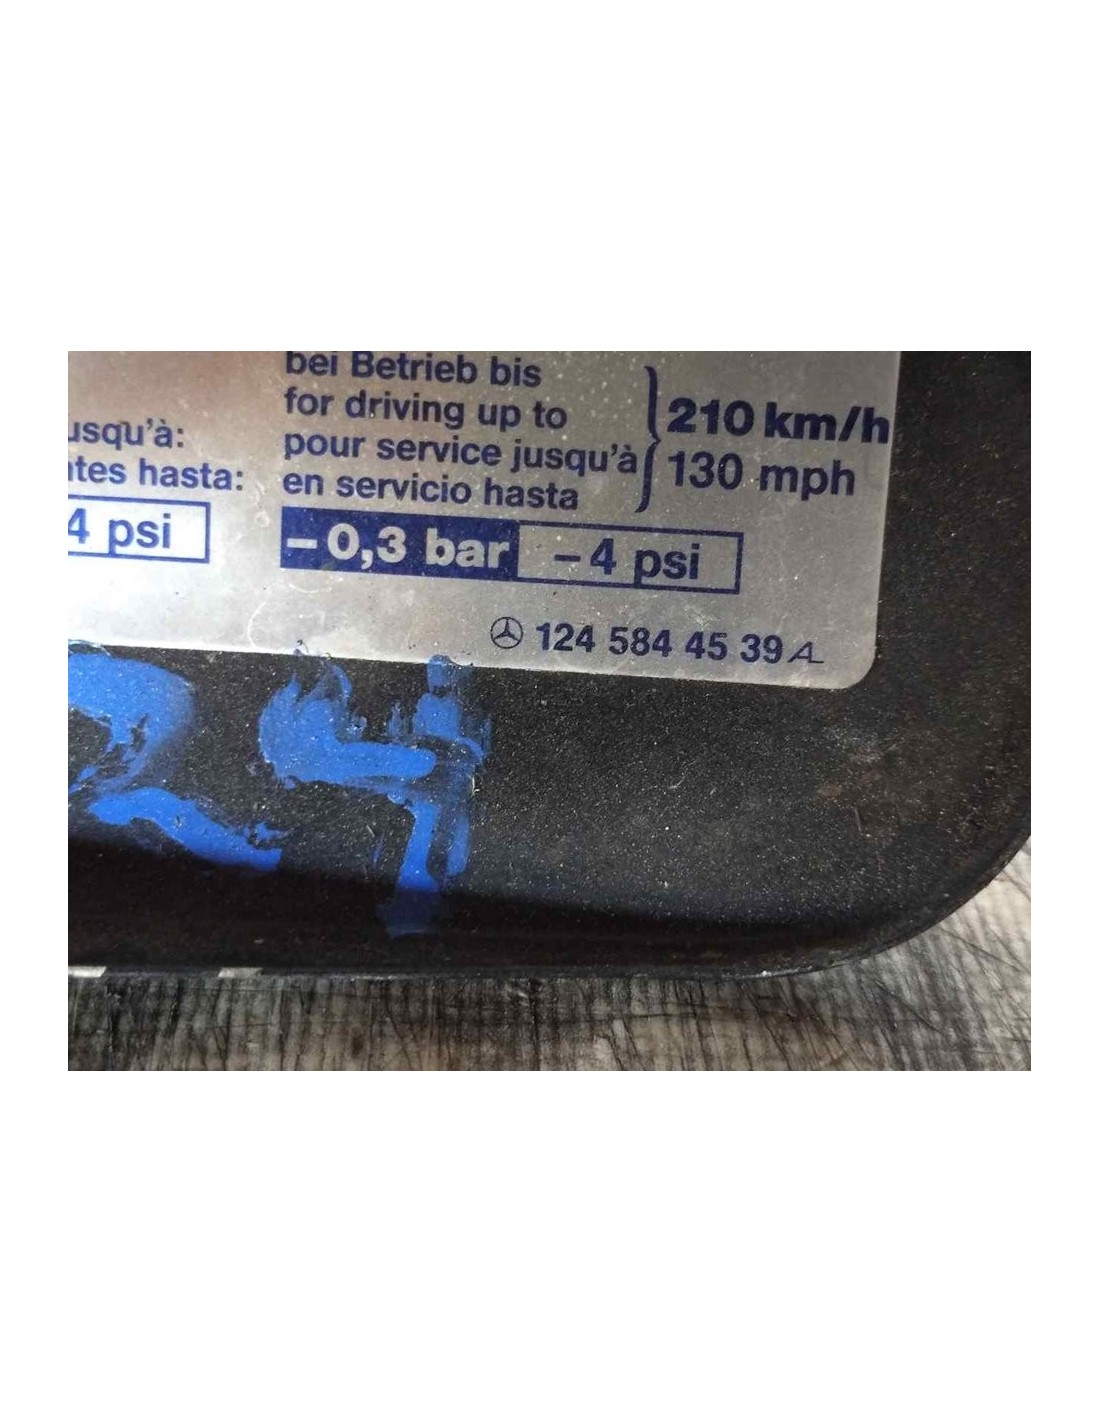 bei Betrieb bis
for driving up to
pour service jusqu'à
en servicio hasta
210 km/h
130 mph
usqu'à:
hasta:
4 psi
– 0,3 bar – 4 psi
124 584 45 39 A